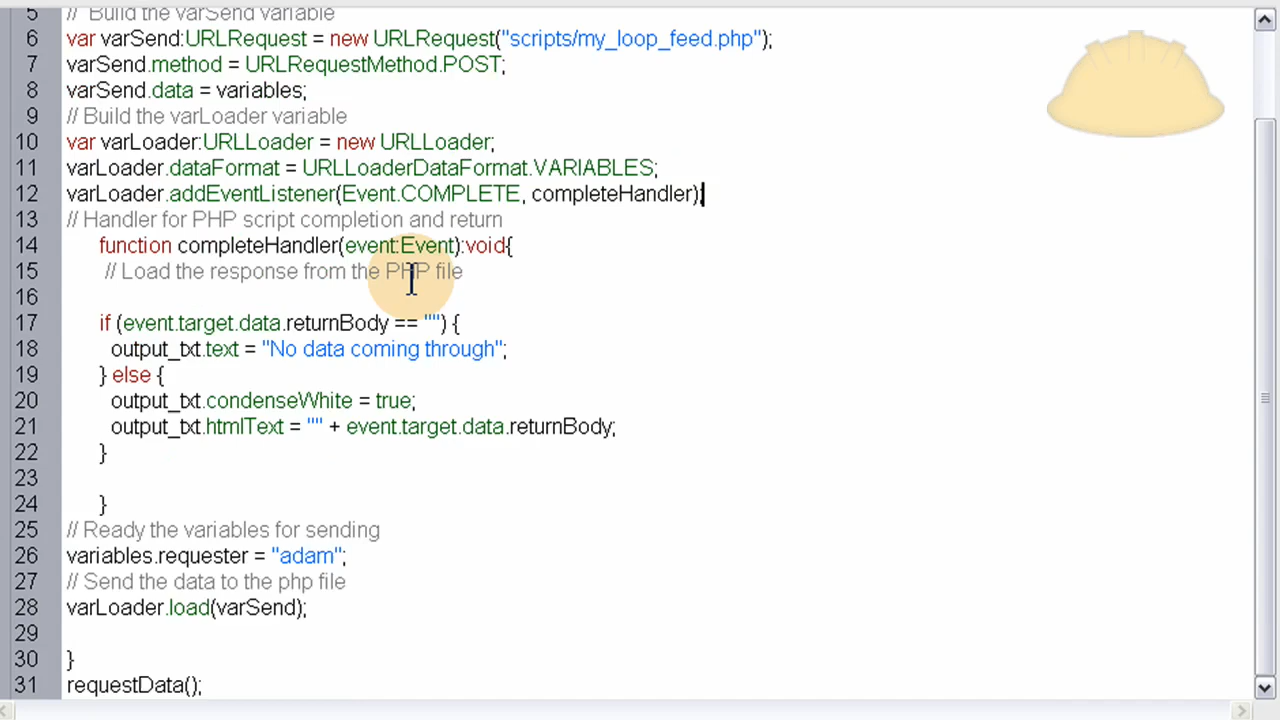 5 // Build the varSend variable
6 var varSend:URLRequest = new URLRequest("scripts/my_loop_feed.php");
7 varSend.method = URLRequestMethod.POST;
8 varSend.data = variables;
9 // Build the varLoader variable
10 var varLoader:URLLoader = new URLLoader;
11 varLoader.dataFormat = URLLoaderDataFormat.VARIABLES;
12 varLoader.addEventListener(Event.COMPLETE, completeHandler);
13 // Handler for PHP script completion and return
14 function completeHandler(event:Event):void{
15 // Load the response from the PHP file
16
17 if (event.target.data.returnBody == "") {
18 output_txt.text = "No data coming through";
19 } else {
20 output_txt.condenseWhite = true;
21 output_txt.htmlText = "" + event.target.data.returnBody;
22 }
23
24 }
25 // Ready the variables for sending
26 variables.requester = "adam";
27 // Send the data to the php file
28 varLoader.load(varSend);
29
30 }
31 requestData();